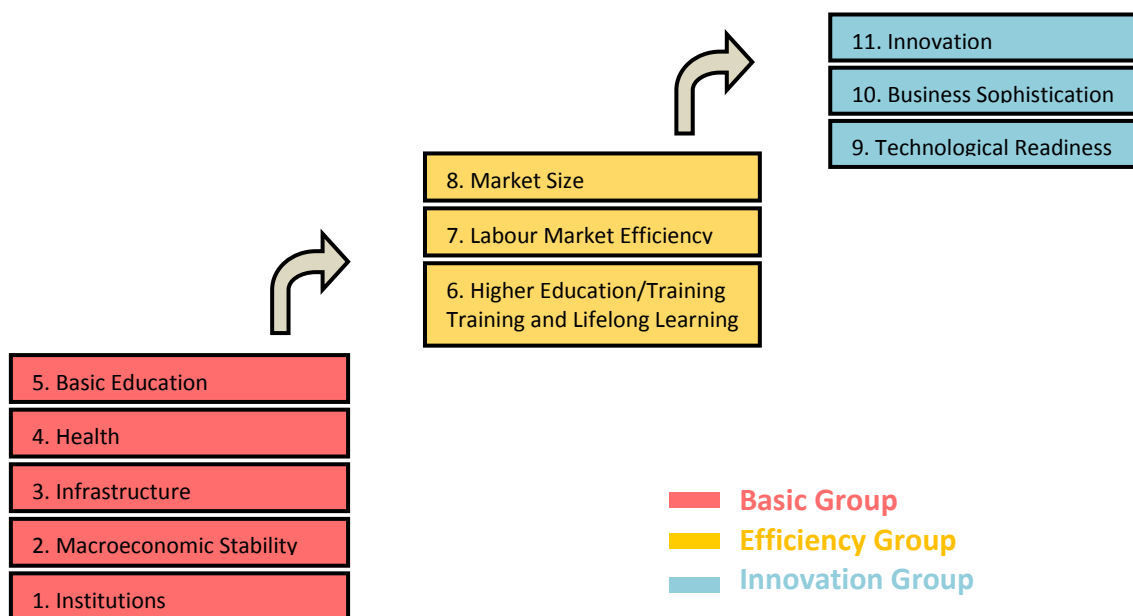 11. Innovation
10. Business Sophistication
9. Technological Readiness
8. Market Size
7. Labour Market Efficiency
6. Higher Education/Training
Training and Lifelong Learning
5. Basic Education
4. Health
3. Infrastructure
2. Macroeconomic Stability
1. Institutions
Basic Group
Efficiency Group
Innovation Group